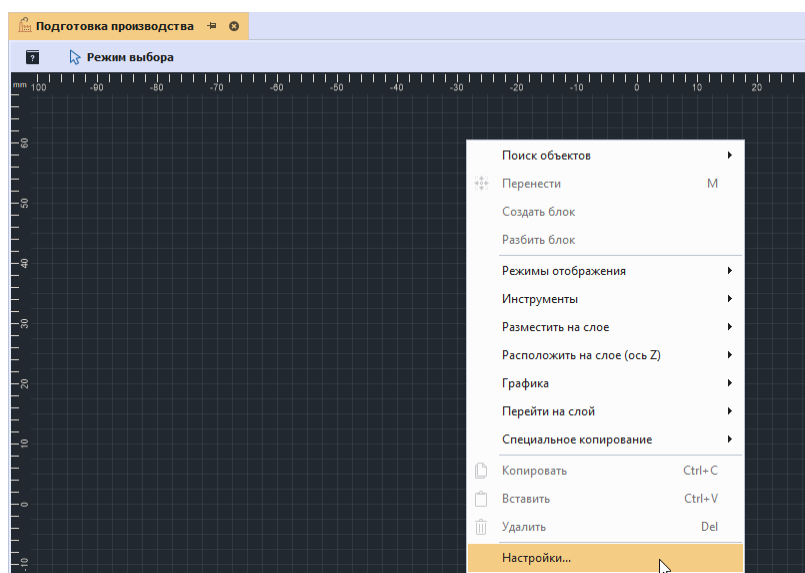 Подготовка производства
? Режим выбора
mm -100 -90 -80 -70 -60 -50 -40 -30 -20 -10 0 10 20
60
50
40
30
20
10
0
-10
Поиск объектов
Перенести M
Создать блок
Разбить блок
Режимы отображения
Инструменты
Разместить на слое
Расположить на слое (ось Z)
Графика
Перейти на слой
Специальное копирование
Копировать Ctrl+C
Вставить Ctrl+V
Удалить Del
Настройки...